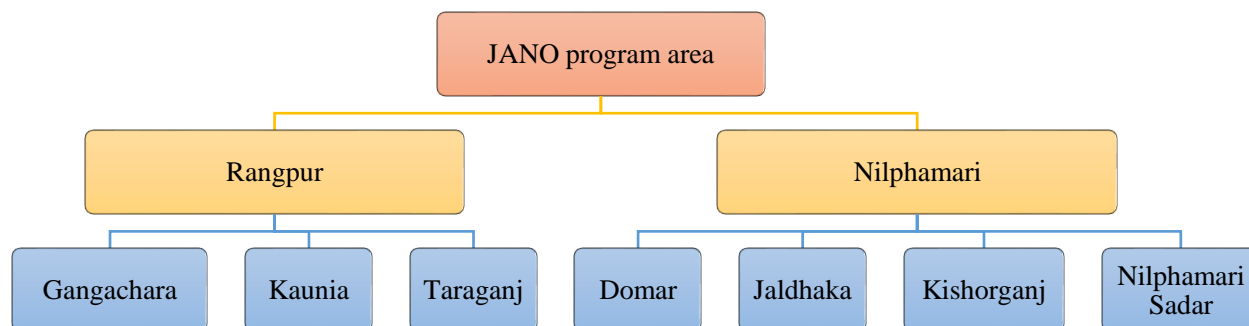 JANO program area
Rangpur
Nilphamari
Gangachara
Kaunia
Taraganj
Domar
Jaldhaka
Kishorganj
Nilphamari
Sadar